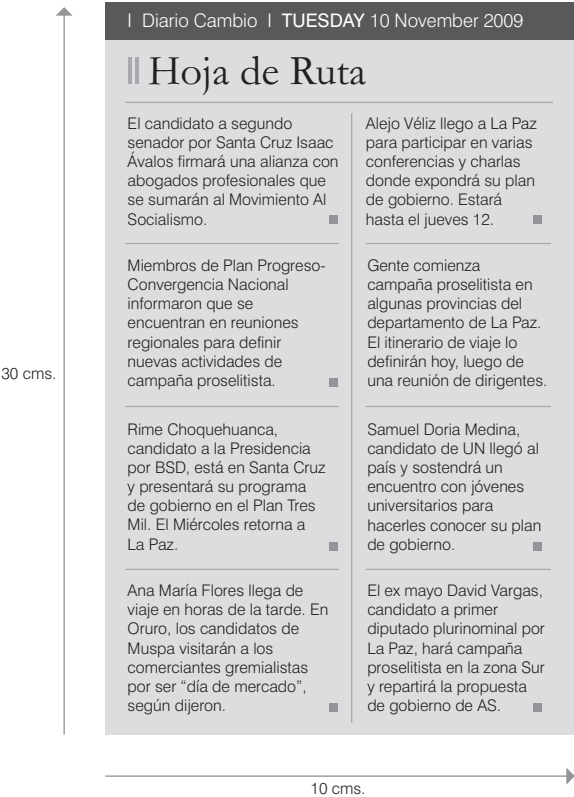 I Diario Cambio I TUESDAY 10 November 2009
Hoja de Ruta
El candidato a segundo
senador por Santa Cruz Isaac
Ávalos firmará una alianza con
abogados profesionales que
se sumarán al Movimiento Al
Socialismo.
Miembros de Plan Progreso-
Convergencia Nacional
informaron que se
encuentran en reuniones
regionales para definir
nuevas actividades de
campaña proselitista.
Rime Choquehuanca,
candidato a la Presidencia
por BSD, está en Santa Cruz
y presentará su programa
de gobierno en el Plan Tres
Mil. El Miércoles retorna a
La Paz.
Ana María Flores llega de
viaje en horas de la tarde. En
Oruro, los candidatos de
Muspa visitarán a los
comerciantes gremialistas
por ser “día de mercado”,
según dijeron.
Alejo Véliz llego a La Paz
para participar en varias
conferencias y charlas
donde expondrá su plan
de gobierno. Estará
hasta el jueves 12.
Gente comienza
campaña proselitista en
algunas provincias del
departamento de La Paz.
El itinerario de viaje lo
definirán hoy, luego de
una reunión de dirigentes.
Samuel Doria Medina,
candidato de UN llegó al
país y sostendrá un
encuentro con jóvenes
universitarios para
hacerles conocer su plan
de gobierno.
El ex mayo David Vargas,
candidato a primer
diputado plurinominal por
La Paz, hará campaña
proselitista en la zona Sur
y repartirá la propuesta
de gobierno de AS.
30 cms.
10 cms.